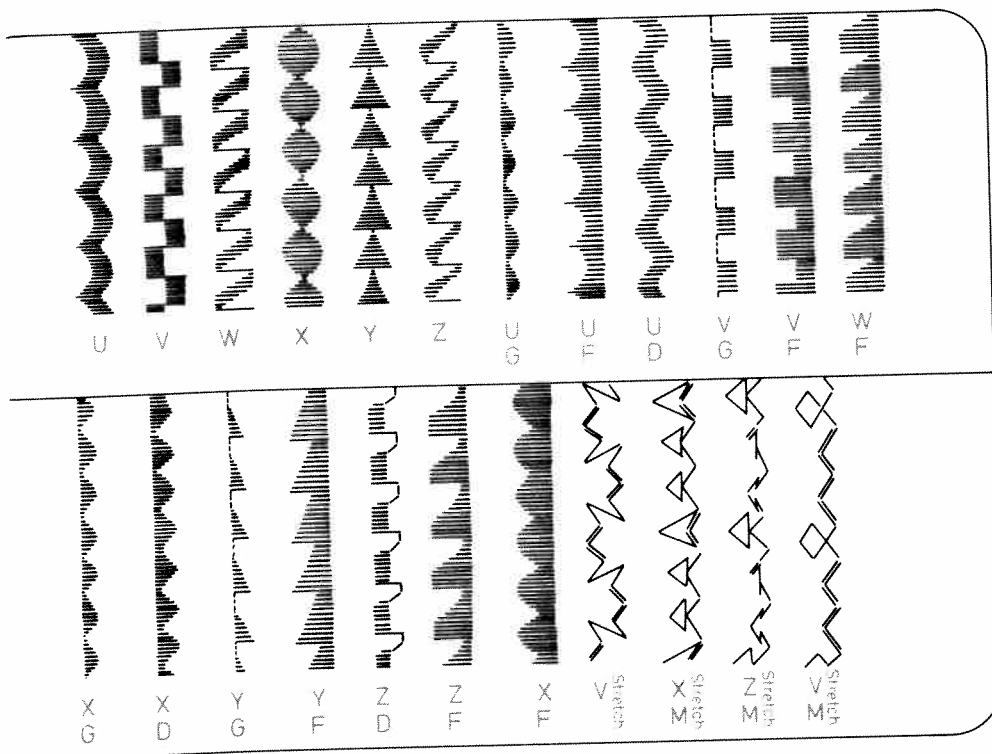 U V W X Y Z U U U V V W
G F D G F F
X X Y Y Z Z X V Stretch X Stretch Z Stretch V Stretch
G D G F D F F M M M